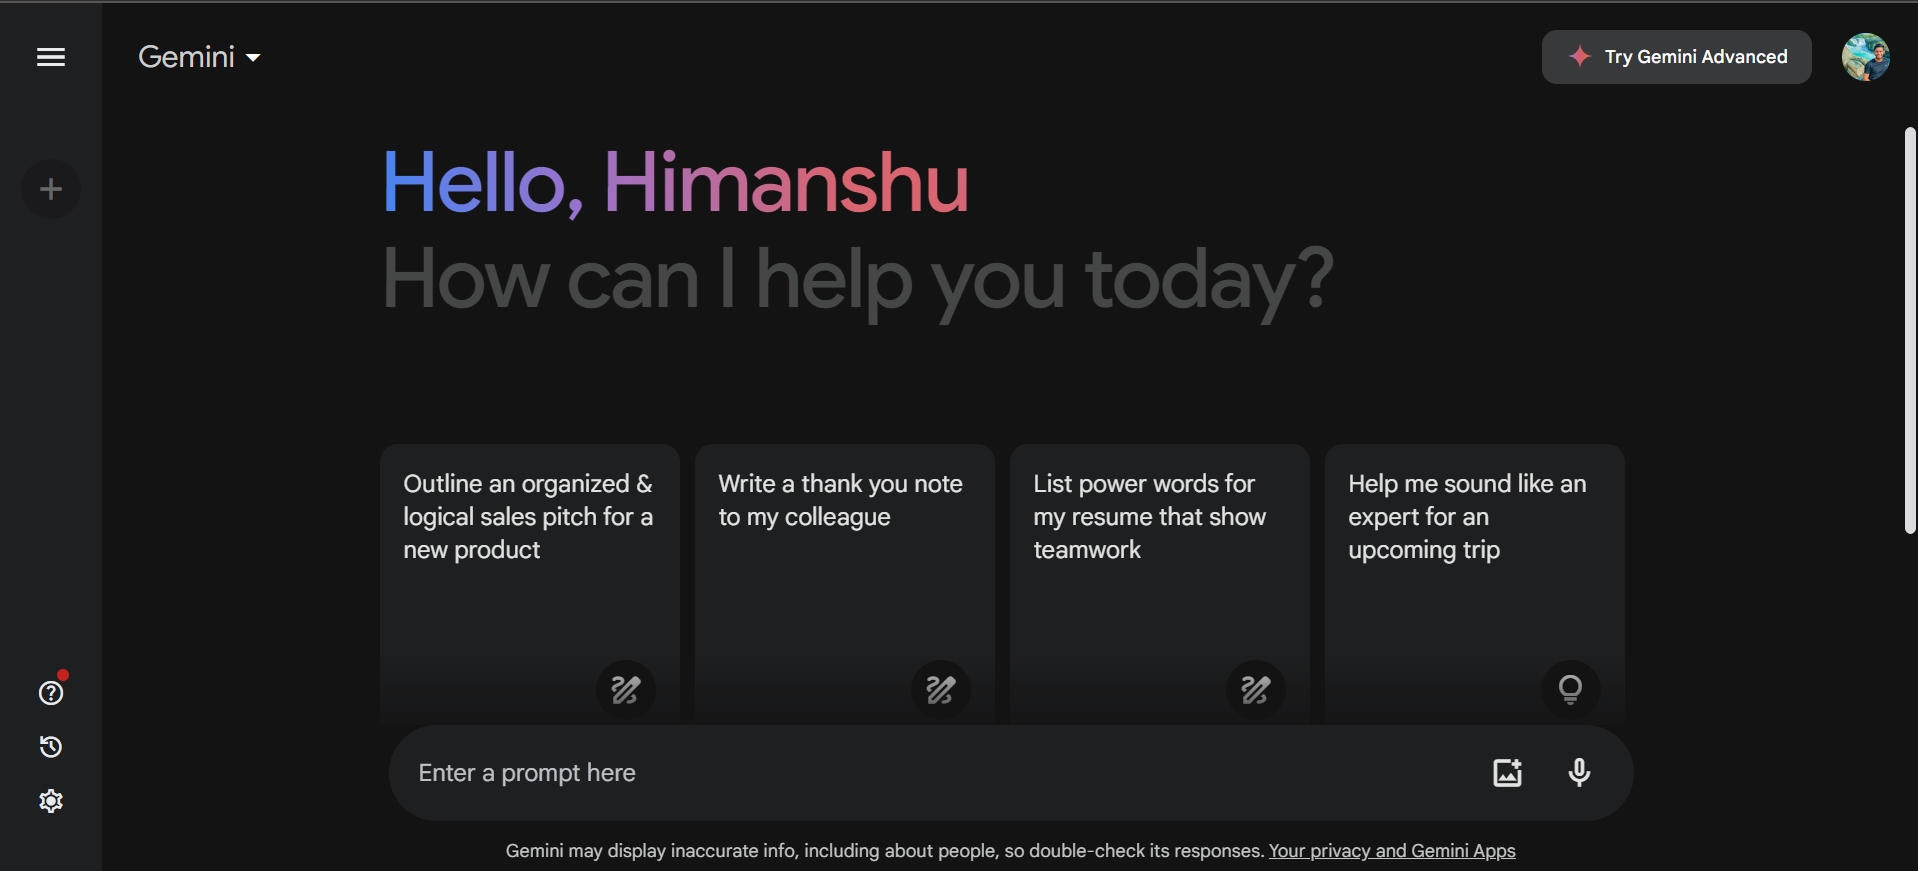 Gemini
Try Gemini Advanced
Hello, Himanshu
How can I help you today?
Outline an organized &
logical sales pitch for a
new product
Write a thank you note
to my colleague
List power words for
my resume that show
teamwork
Help me sound like an
expert for an
upcoming trip
Enter a prompt here
Gemini may display inaccurate info, including about people, so double-check its responses. Your privacy and Gemini Apps